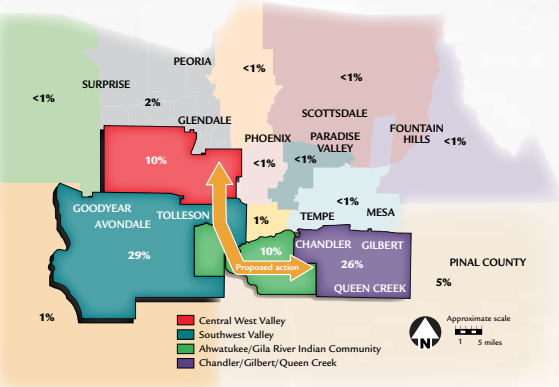 PEORIA
<1%
<1%
SURPRISE
<1%
2%
SCOTTSDALE
GLENDALE
FOUNTAIN
HILLS
<1%
PHOENIX
PARADISE
VALLEY
10%
<1%
<1%
<1%
GOODYEAR
TOLLESON
AVONDALE
1%
TEMPE
MESA
CHANDLER
GILBERT
29%
10%
26%
Proposed action
PINAL COUNTY
5%
QUEEN CREEK
1%
Central West Valley
Southwest Valley
Ahwatukee/Gila River Indian Community
Chandler/Gilbert/Queen Creek
N
Approximate scale
1 5 miles